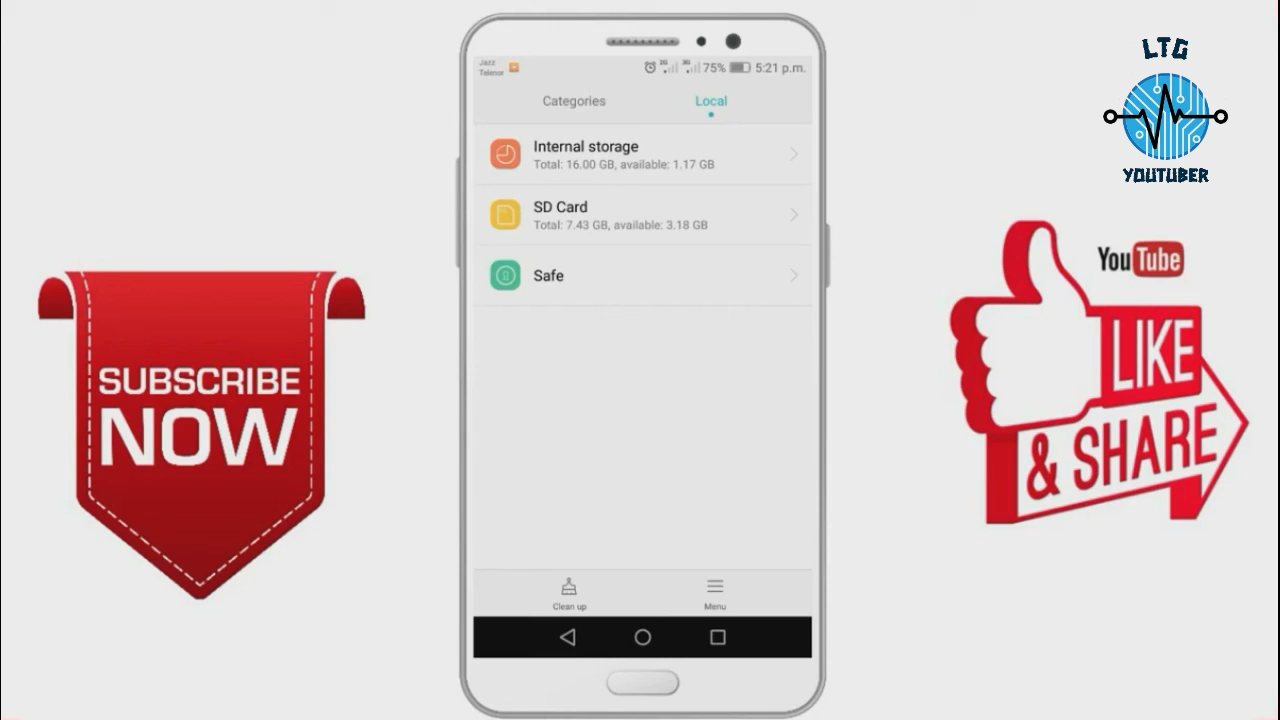 LTG
YOUTUBER
Jazz
Telenor
3G
3G
75%
5:21 p.m.
Categories
Local
Internal storage
Total: 16.00 GB, available: 1.17 GB
SD Card
Total: 7.43 GB, available: 3.18 GB
Safe
Clean up
Menu
SUBSCRIBE
NOW
YouTube
LIKE
& SHARE